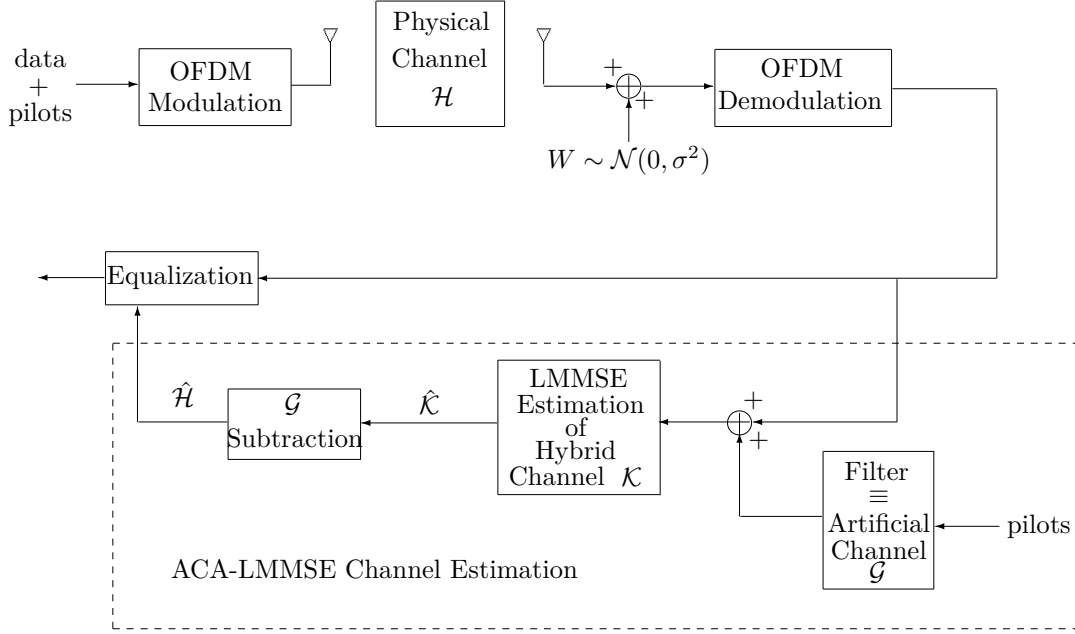 data
+
pilots
OFDM
Modulation
Physical
Channel
ℋ
+
+
W ∼ 𝒩(0, σ²)
OFDM
Demodulation
Equalization
ℋ̂
𝒢
Subtraction
𝒦̂
LMMSE
Estimation
of
Hybrid
Channel 𝒦
+
+
Filter
≡
Artificial
Channel
𝒢
pilots
ACA-LMMSE Channel Estimation